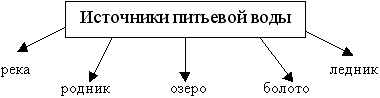 Источники питьевой воды
река
родник
озеро
болото
ледник